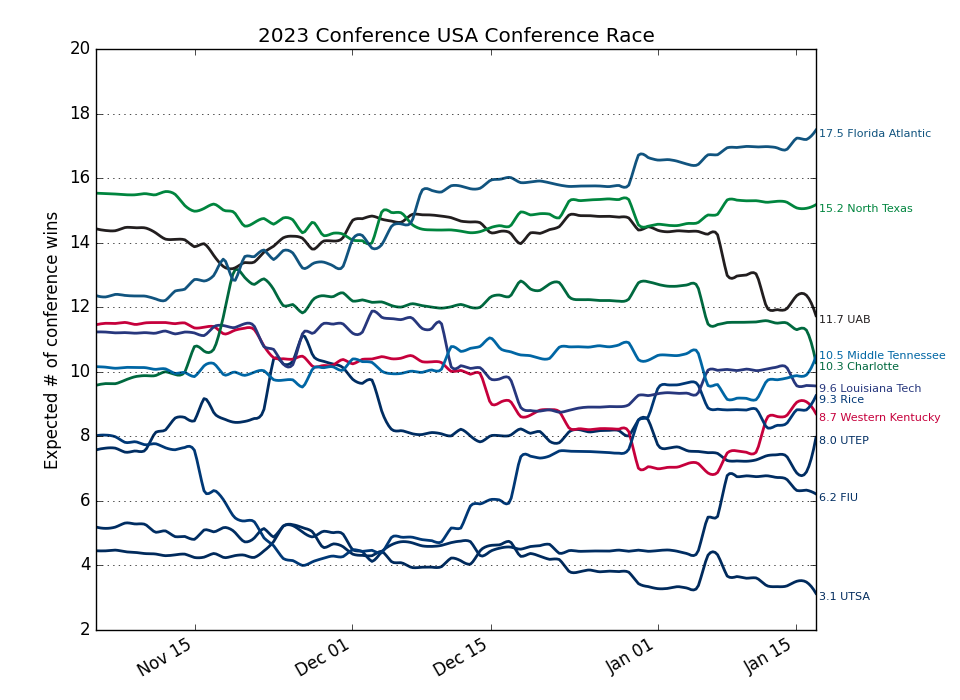 2023 Conference USA Conference Race
Expected # of conference wins
20
18
16
14
12
10
8
6
4
2
17.5 Florida Atlantic
15.2 North Texas
11.7 UAB
10.5 Middle Tennessee
10.3 Charlotte
9.6 Louisiana Tech
9.3 Rice
8.7 Western Kentucky
8.0 UTEP
6.2 FIU
3.1 UTSA
Nov 15
Dec 01
Dec 15
Jan 01
Jan 15